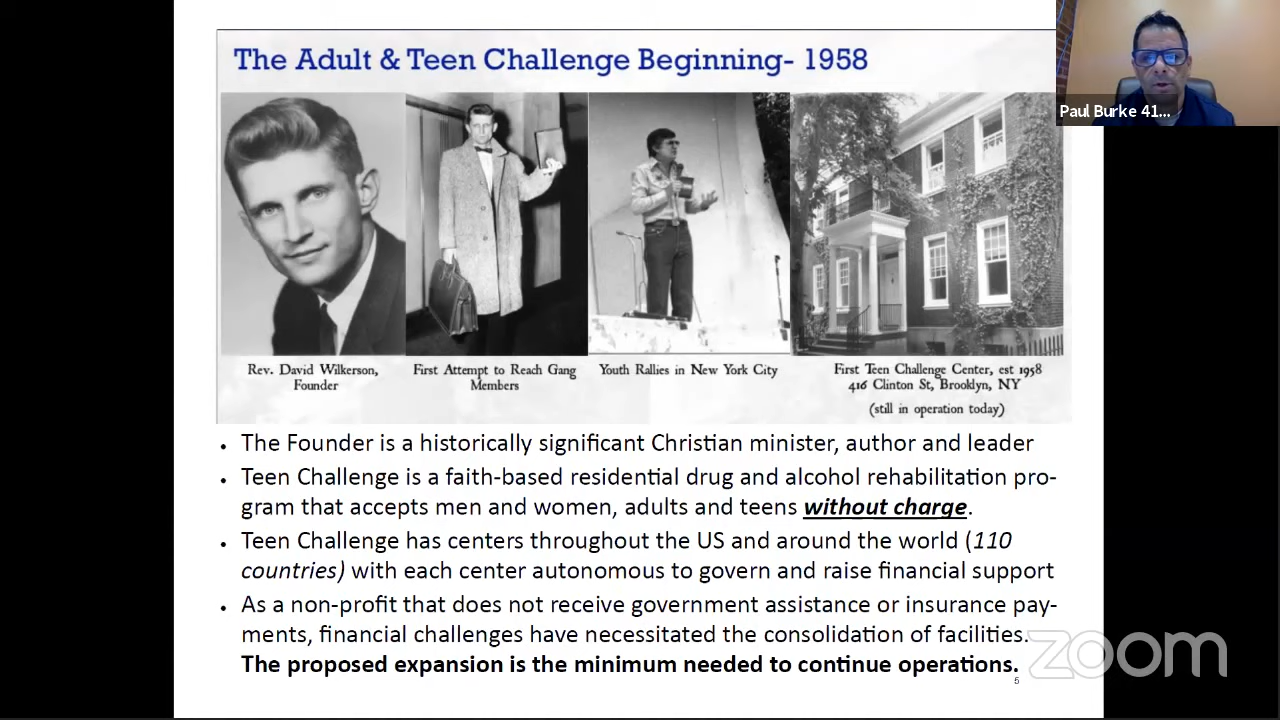 The Adult & Teen Challenge Beginning- 1958
Paul Burke 41...
Rev. David Wilkerson,
Founder
First Attempt to Reach Gang
Members
Youth Rallies in New York City
First Teen Challenge Center, est 1958
416 Clinton St, Brooklyn, NY
(still in operation today)
• The Founder is a historically significant Christian minister, author and leader
• Teen Challenge is a faith-based residential drug and alcohol rehabilitation pro-
gram that accepts men and women, adults and teens without charge.
• Teen Challenge has centers throughout the US and around the world (110
countries) with each center autonomous to govern and raise financial support
• As a non-profit that does not receive government assistance or insurance pay-
ments, financial challenges have necessitated the consolidation of facilities.
The proposed expansion is the minimum needed to continue operations.
5
zoom